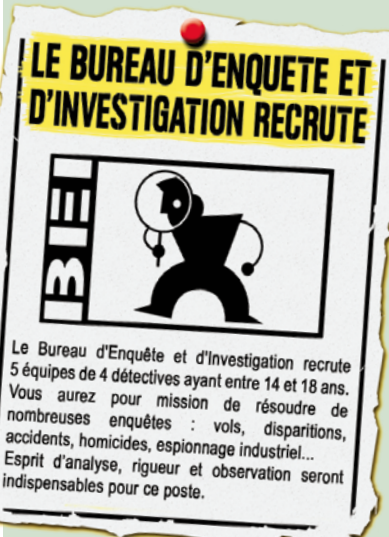 LE BUREAU D'ENQUETE ET
D'INVESTIGATION RECRUTE
BEI
Le Bureau d'Enquête et d'Investigation recrute
5 équipes de 4 détectives ayant entre 14 et 18 ans.
Vous aurez pour mission de résoudre de
nombreuses enquêtes : vols, disparitions,
accidents, homicides, espionnage industriel...
Esprit d'analyse, rigueur et observation seront
indispensables pour ce poste.